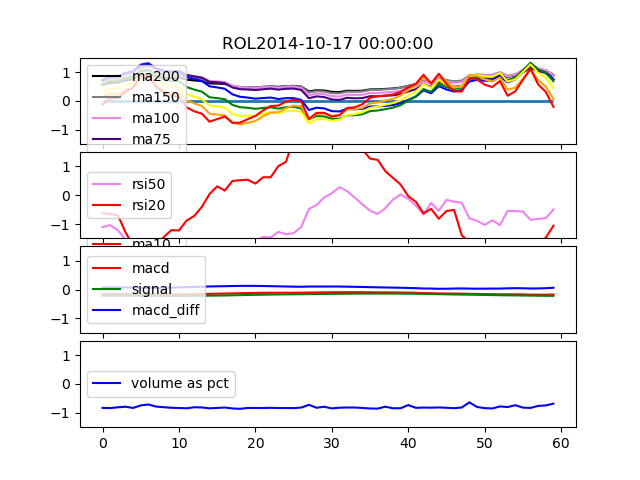 ROL2014-10-17 00:00:00
1
0
−1
ma200
ma150
ma100
ma75
1
0
−1
rsi50
rsi20
ma10
1
0
−1
macd
signal
macd_diff
1
0
−1
volume as pct
0 10 20 30 40 50 60